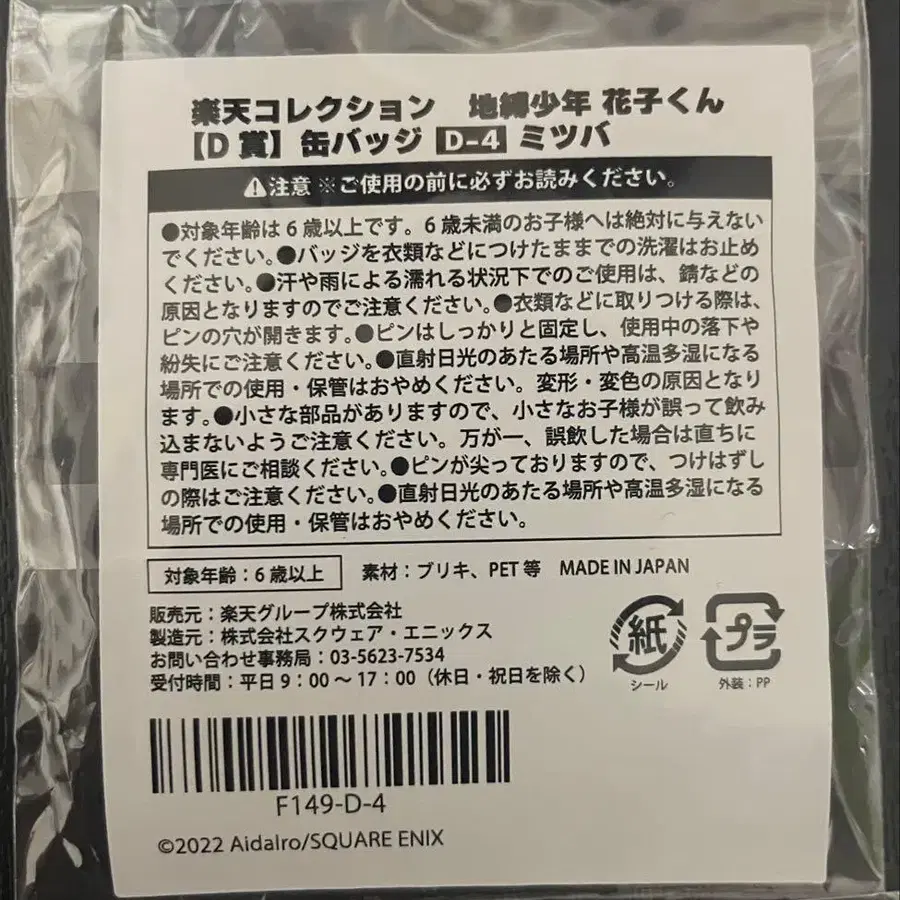 楽天コレクション　地縛少年 花子くん
【D 賞】缶バッジ D-4 ミツバ
⚠注意 ※ご使用の前に必ずお読みください。
●対象年齢は6歳以上です。6歳未満のお子様へは絶対に与えない
でください。●バッジを衣類などにつけたままでの洗濯はお止め
ください。●汗や雨による濡れる状況下でのご使用は、錆などの
原因となりますのでご注意ください。●衣類などに取りつける際は、
ピンの穴が開きます。●ピンはしっかりと固定し、使用中の落下や
紛失にご注意ください。●直射日光のあたる場所や高温多湿になる
場所での使用・保管はおやめください。変形・変色の原因となり
ます。●小さな部品がありますので、小さなお子様が誤って飲み
込まないようご注意ください。万が一、誤飲した場合は直ちに
専門医にご相談ください。●ピンが尖っておりますので、つけはずし
の際はご注意ください。●直射日光のあたる場所や高温多湿になる
場所での使用・保管はおやめください。
対象年齢：6歳以上　素材：ブリキ、PET等　MADE IN JAPAN
販売元：楽天グループ株式会社
製造元：株式会社スクウェア・エニックス
お問い合わせ事務局：03-5623-7534
受付時間：平日9：00～17：00（休日・祝日を除く）
紙 プラ
シール 外装：PP
F149-D-4
©2022 AidaIro/SQUARE ENIX